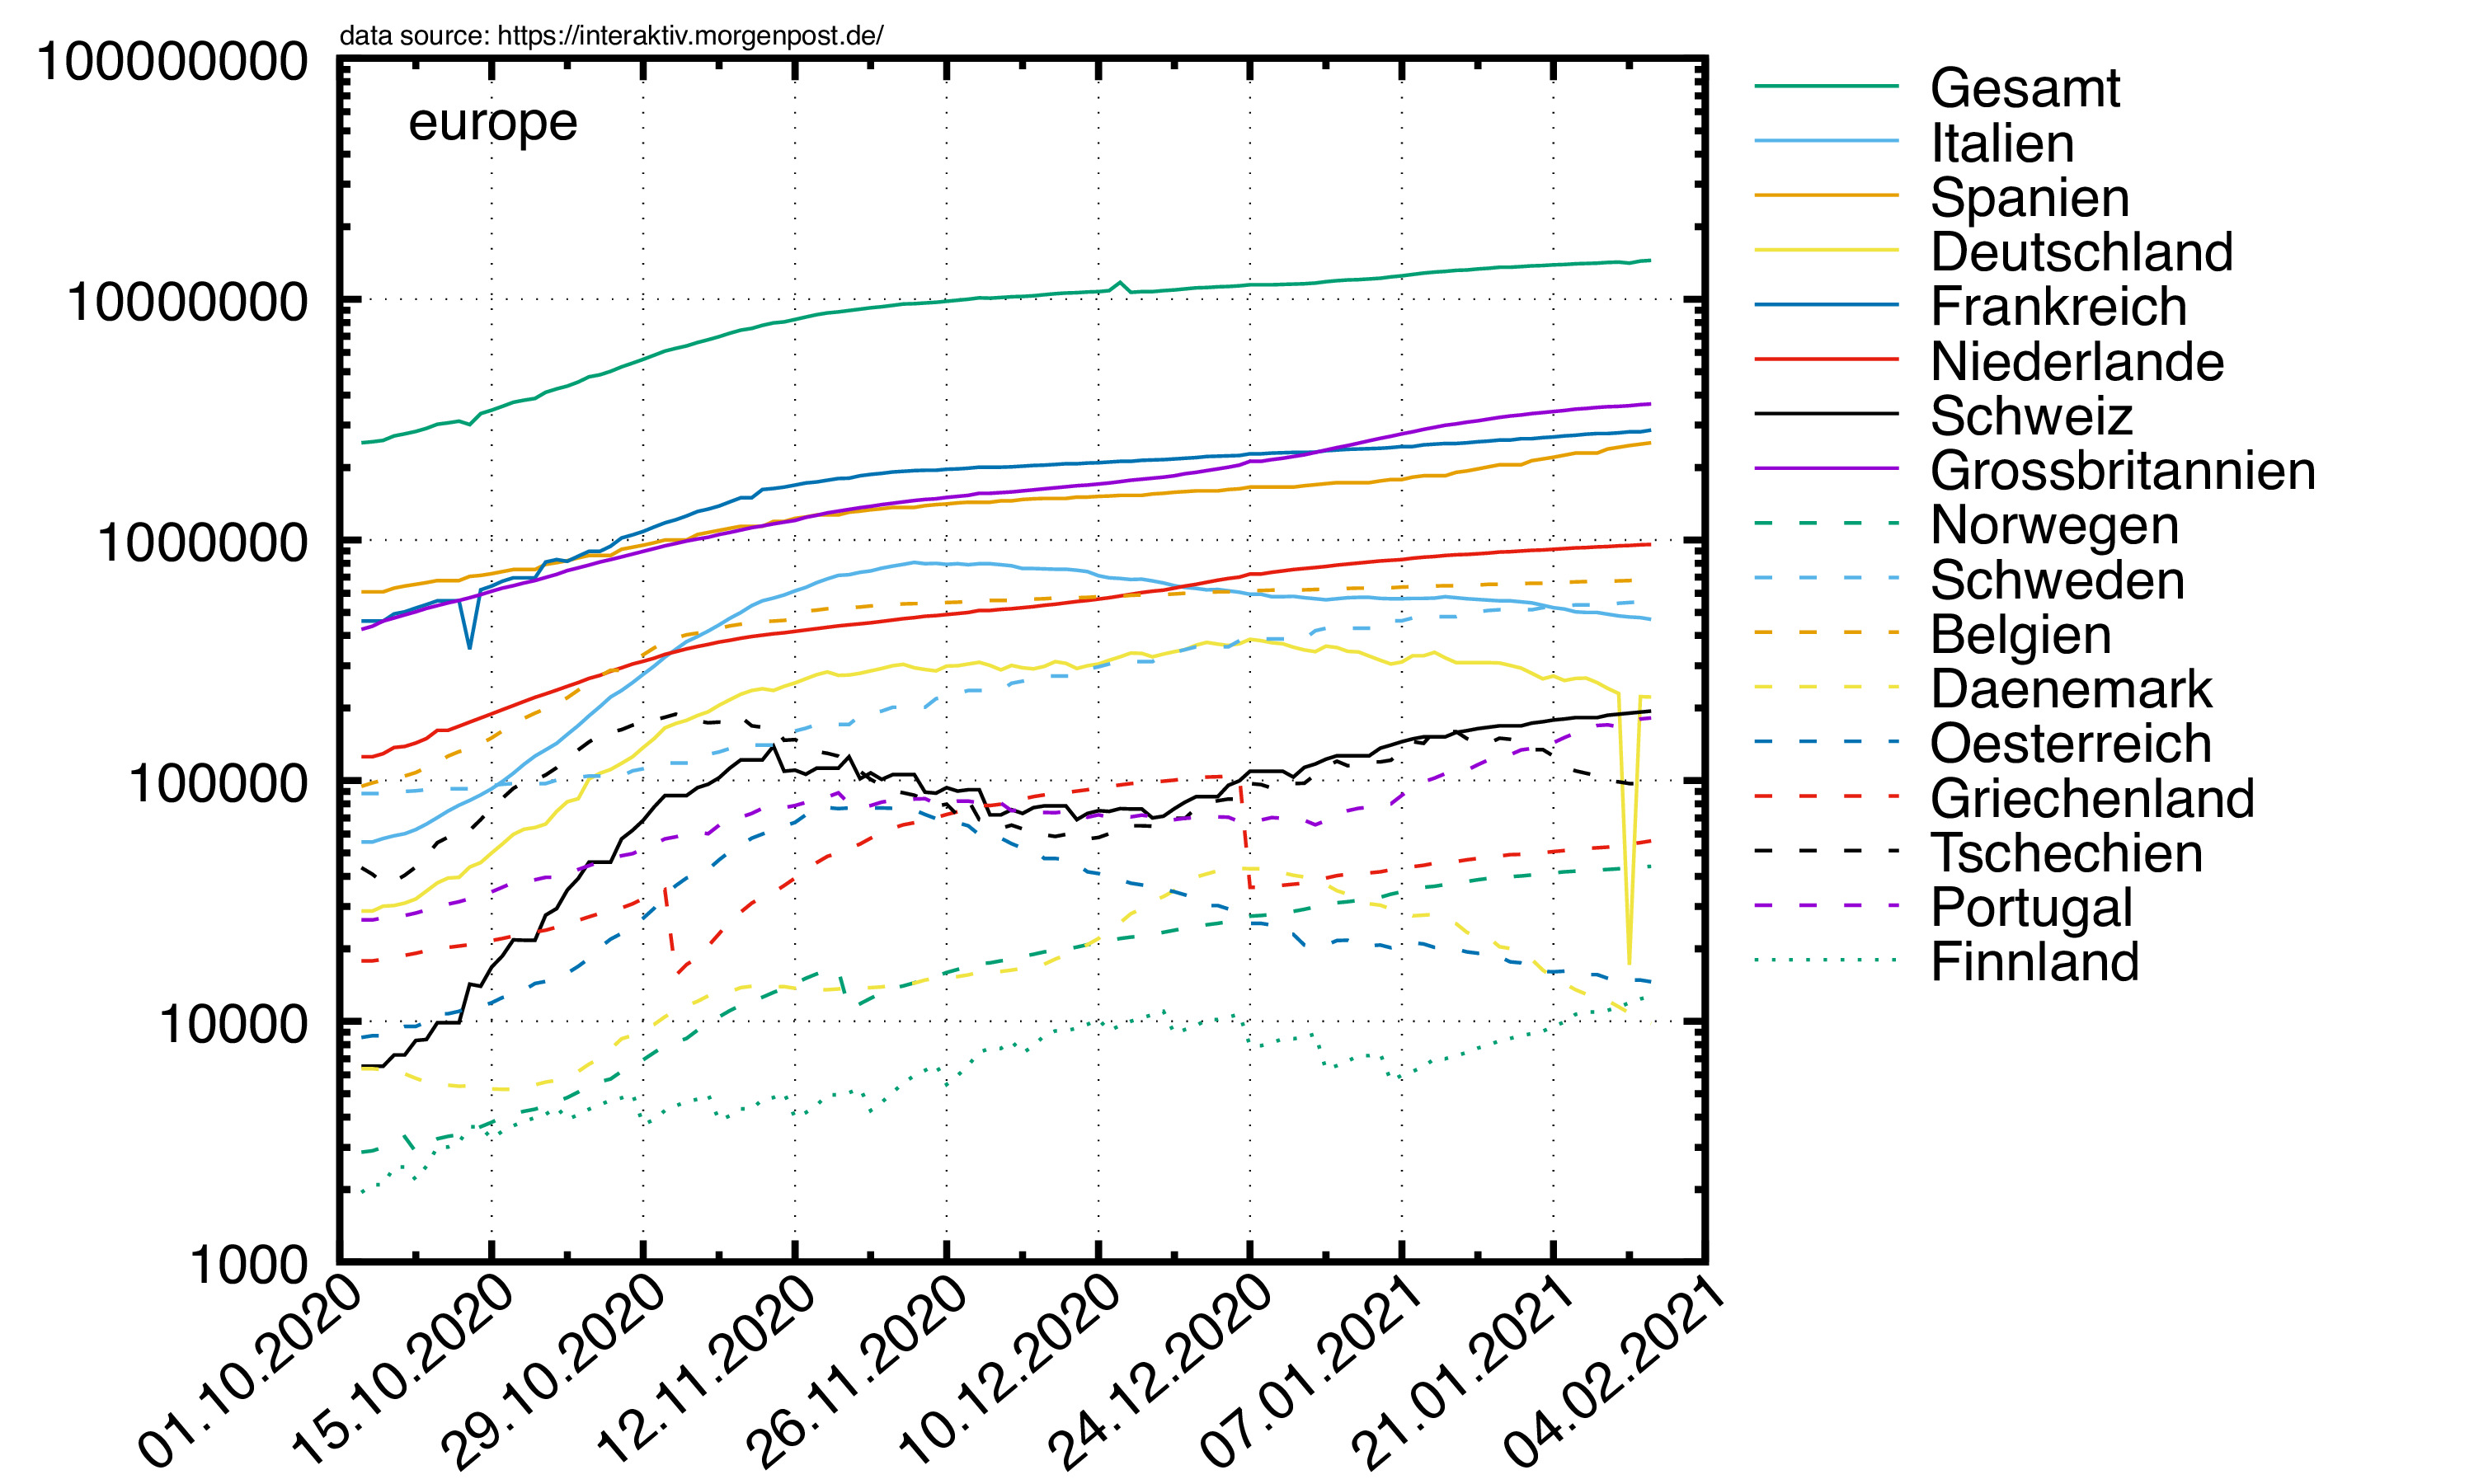 data source: https://interaktiv.morgenpost.de/
europe
100000000
10000000
1000000
100000
10000
1000
01.10.2020
15.10.2020
29.10.2020
12.11.2020
26.11.2020
10.12.2020
24.12.2020
07.01.2021
21.01.2021
04.02.2021
Gesamt
Italien
Spanien
Deutschland
Frankreich
Niederlande
Schweiz
Grossbritannien
Norwegen
Schweden
Belgien
Daenemark
Oesterreich
Griechenland
Tschechien
Portugal
Finnland